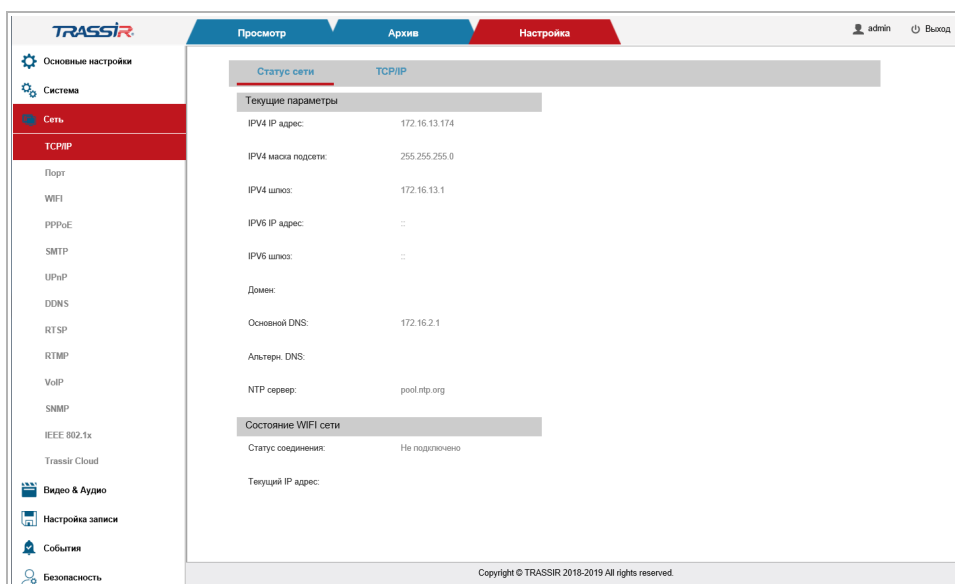 TRASSIR
Просмотр
Архив
Настройка
admin
Выход
Основные настройки
Система
Сеть
TCP/IP
Порт
WIFI
PPPoE
SMTP
UPnP
DDNS
RTSP
RTMP
VoIP
SNMP
IEEE 802.1x
Trassir Cloud
Видео & Аудио
Настройка записи
События
Безопасность
Статус сети
TCP/IP
Текущие параметры
IPV4 IP адрес: 172.16.13.174
IPV4 маска подсети: 255.255.255.0
IPV4 шлюз: 172.16.13.1
IPV6 IP адрес: ::
IPV6 шлюз: ::
Домен:
Основной DNS: 172.16.2.1
Альтерн. DNS:
NTP сервер: pool.ntp.org
Состояние WIFI сети
Статус соединения: Не подключено
Текущий IP адрес:
Copyright © TRASSIR 2018-2019 All rights reserved.